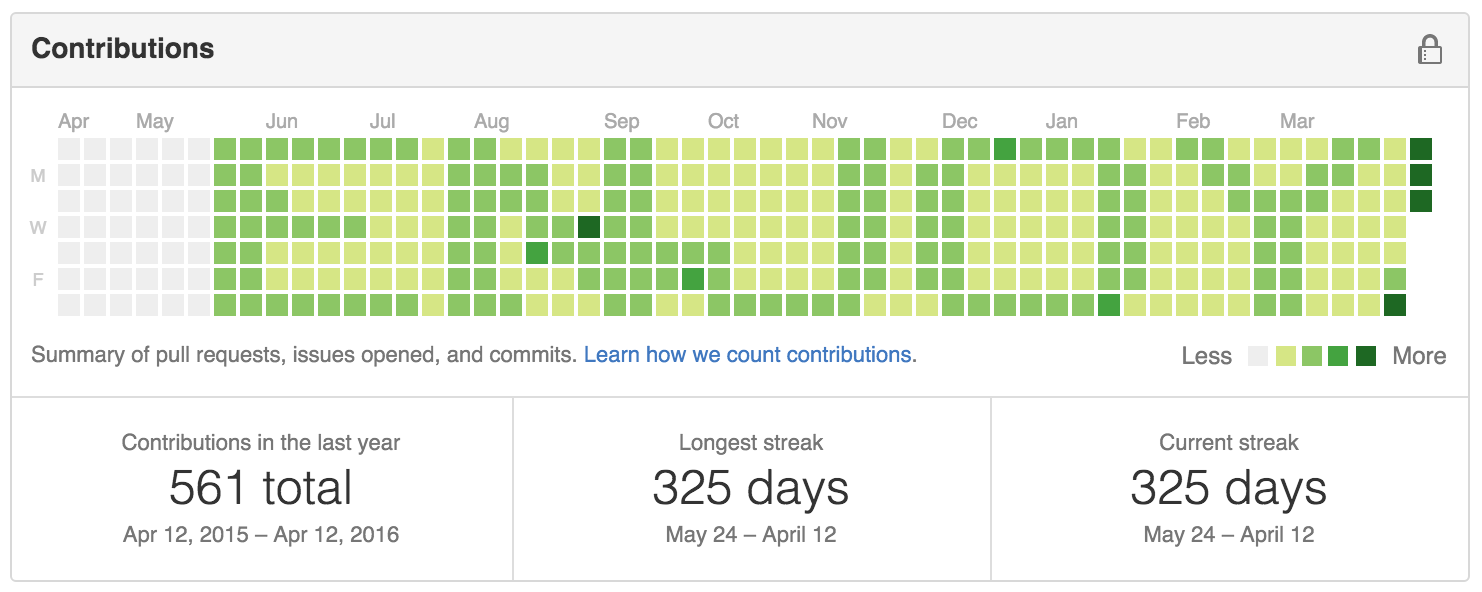 Contributions
Apr May Jun Jul Aug Sep Oct Nov Dec Jan Feb Mar
M
W
F
Summary of pull requests, issues opened, and commits. Learn how we count contributions.
Less More
Contributions in the last year
561 total
Apr 12, 2015 – Apr 12, 2016
Longest streak
325 days
May 24 – April 12
Current streak
325 days
May 24 – April 12